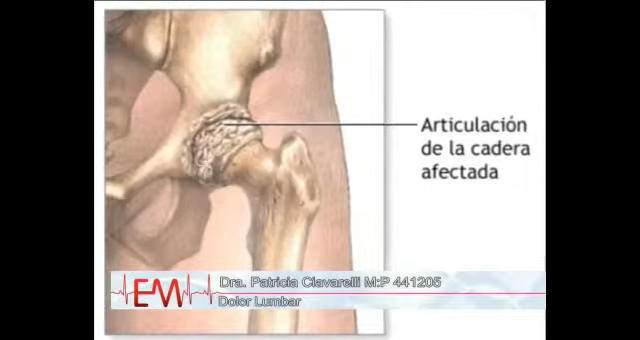 Articulación
de la cadera
afectada
Dra. Patricia Ciavarelli M:P 441205
EM
Dolor Lumbar